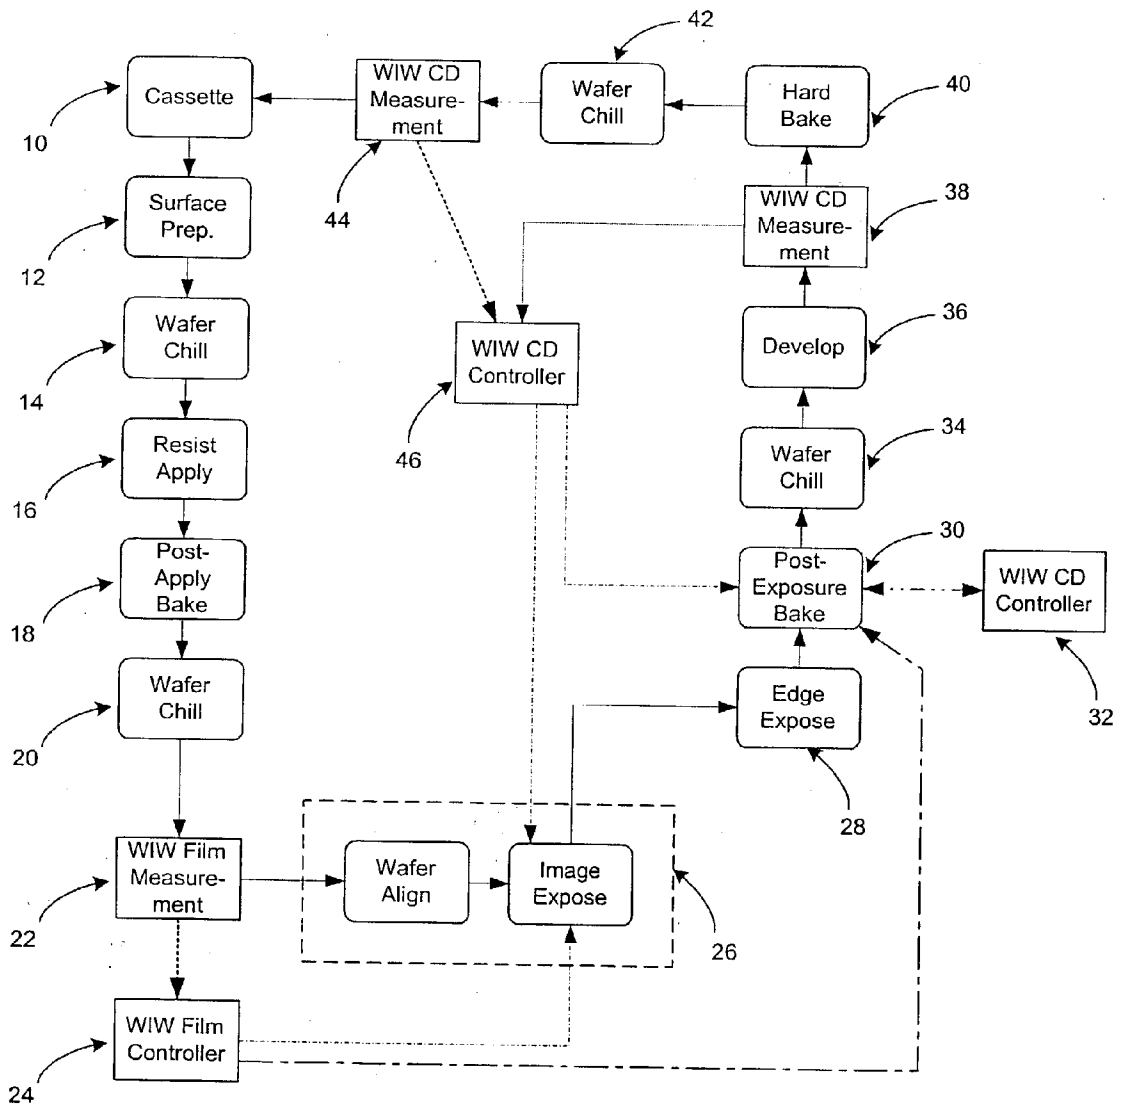 42
Cassette
10
WIW CD
Measure-
ment
44
Wafer
Chill
Hard
Bake
40
Surface
Prep.
12
WIW CD
Measure-
ment
38
Wafer
Chill
14
WIW CD
Controller
46
Develop
36
Resist
Apply
16
Wafer
Chill
34
Post-
Apply
Bake
18
Post-
Exposure
Bake
30
WIW CD
Controller
32
Wafer
Chill
20
Edge
Expose
28
WIW Film
Measure-
ment
22
Wafer
Align
Image
Expose
26
WIW Film
Controller
24